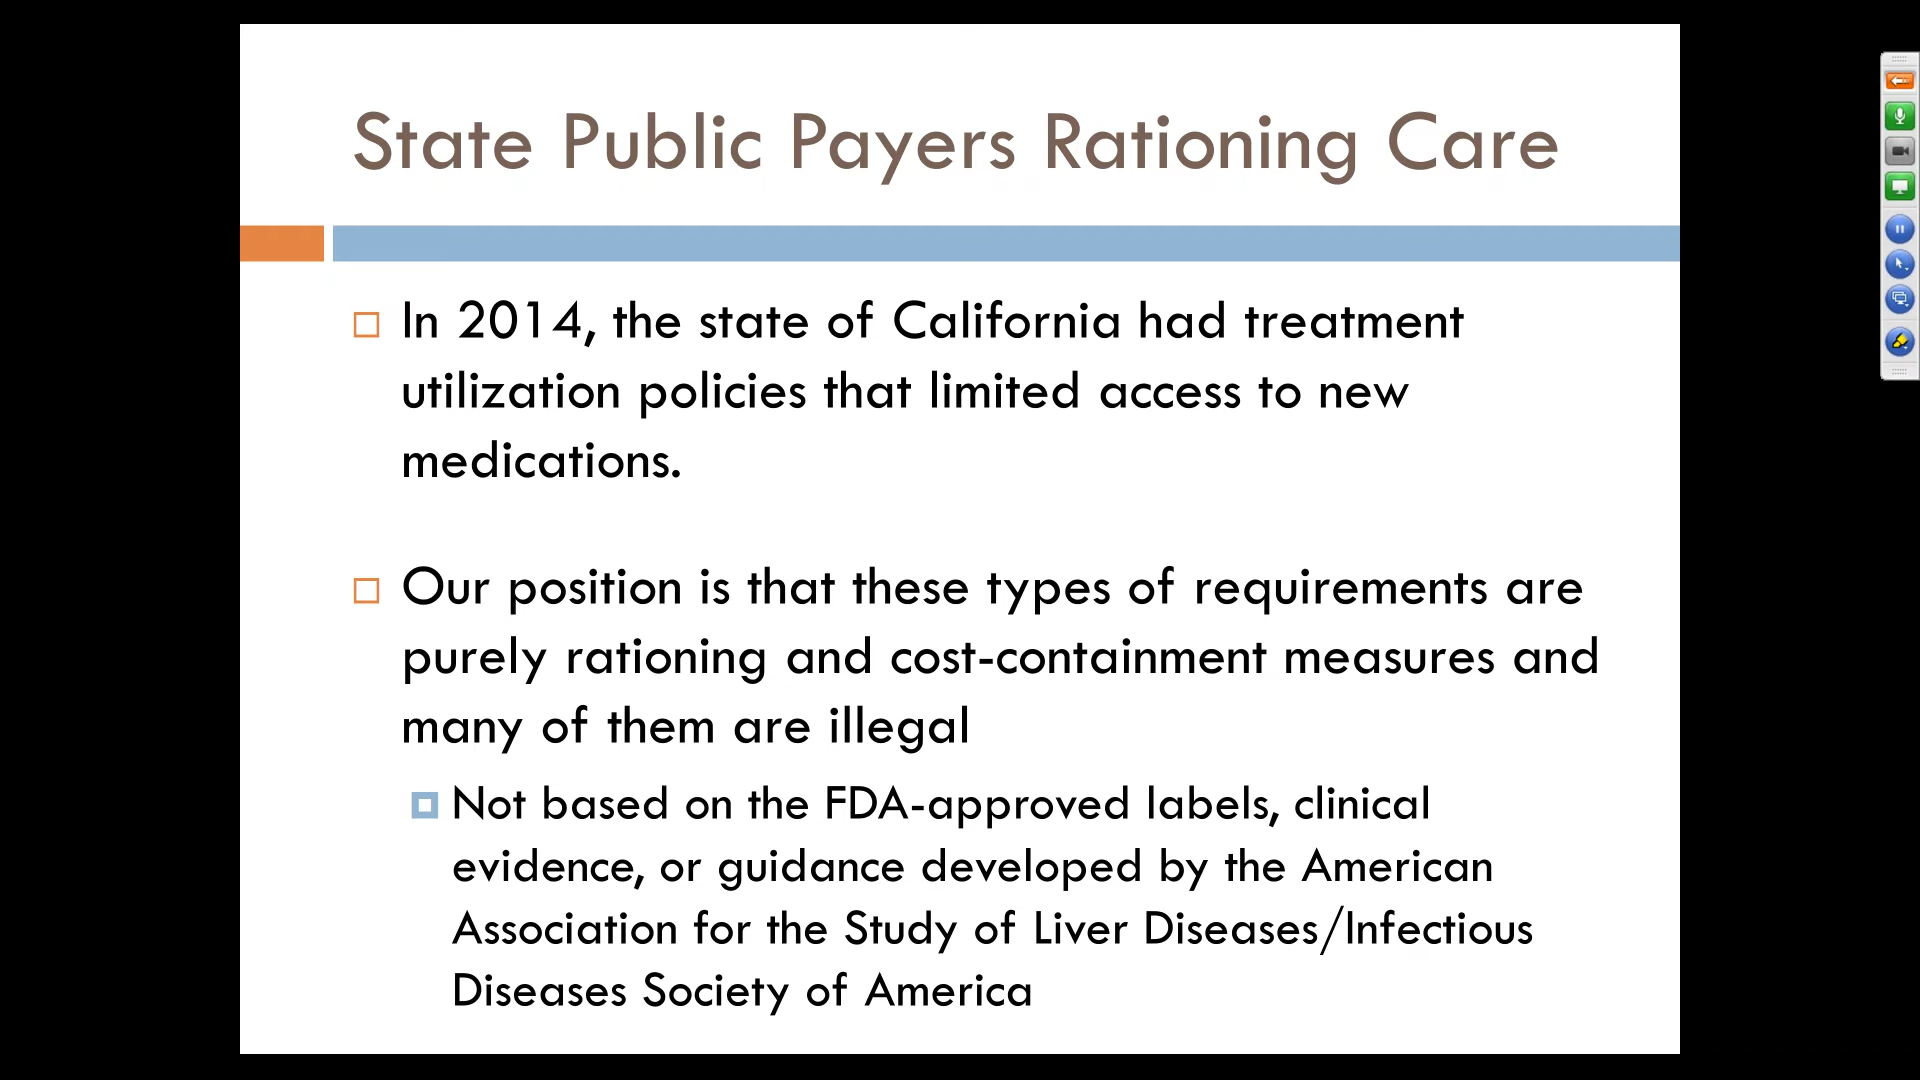 State Public Payers Rationing Care
In 2014, the state of California had treatment
utilization policies that limited access to new
medications.
Our position is that these types of requirements are
purely rationing and cost-containment measures and
many of them are illegal
Not based on the FDA-approved labels, clinical
evidence, or guidance developed by the American
Association for the Study of Liver Diseases/Infectious
Diseases Society of America